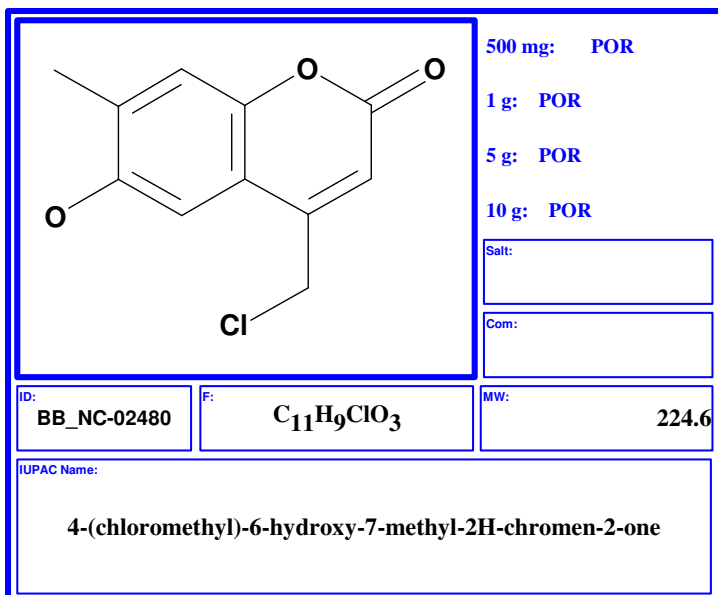 O
O
O
Cl
500 mg: POR
1 g: POR
5 g: POR
10 g: POR
Salt:
Com:
ID:
BB_NC-02480
F:
C11H9ClO3
MW:
224.6
IUPAC Name:
4-(chloromethyl)-6-hydroxy-7-methyl-2H-chromen-2-one